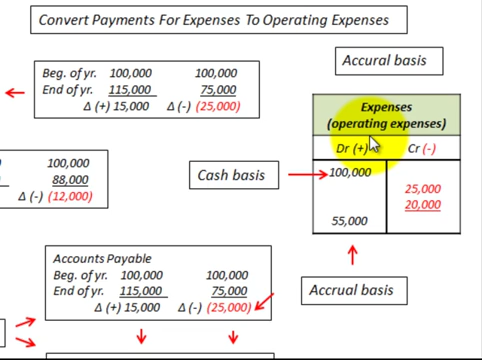 Convert Payments For Expenses To Operating Expenses
Accural basis
Beg. of yr. 100,000 100,000
End of yr. 115,000 75,000
Δ (+) 15,000 Δ (-) (25,000)
Expenses
(operating expenses)
Dr (+) Cr (-)
100,000
25,000
20,000
55,000
100,000
88,000
Δ (-) (12,000)
Cash basis
Accounts Payable
Beg. of yr. 100,000 100,000
End of yr. 115,000 75,000
Δ (+) 15,000 Δ (-) (25,000)
Accrual basis